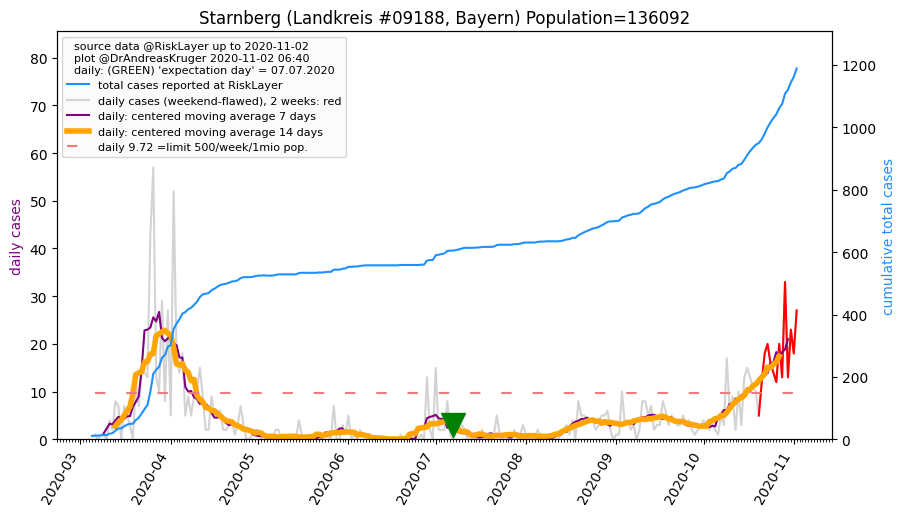 Starnberg (Landkreis #09188, Bayern) Population=136092
source data @RiskLayer up to 2020-11-02
plot @DrAndreasKruger 2020-11-02 06:40
daily: (GREEN) 'expectation day' = 07.07.2020
total cases reported at RiskLayer
daily cases (weekend-flawed), 2 weeks: red
daily: centered moving average 7 days
daily: centered moving average 14 days
daily 9.72 =limit 500/week/1mio pop.
daily cases
80
70
60
50
40
30
20
10
0
1200
1000
800
600
400
200
0
cumulative total cases
2020-03
2020-04
2020-05
2020-06
2020-07
2020-08
2020-09
2020-10
2020-11